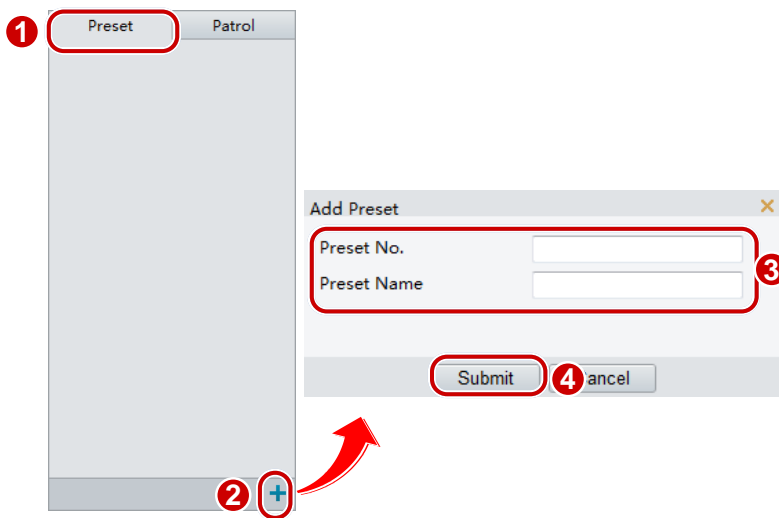 1
Preset Patrol
Add Preset
Preset No.
3
Preset Name
Submit 4 ancel
2 +